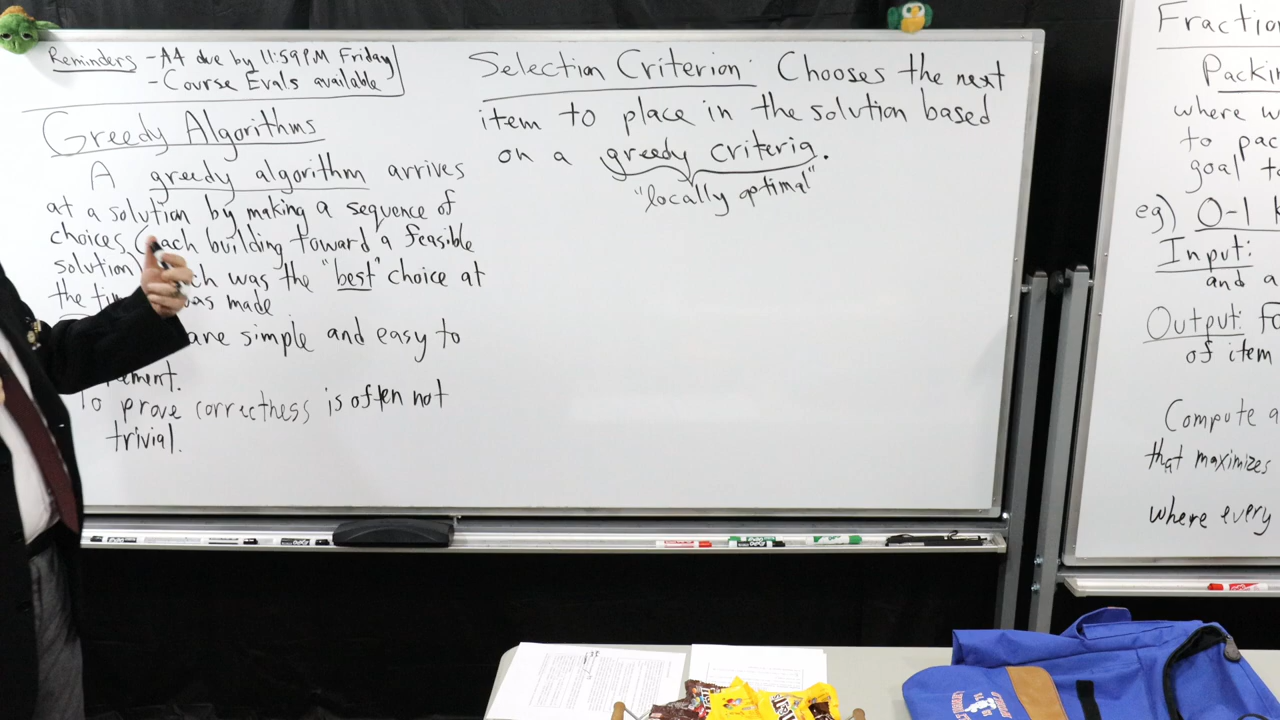 Reminders - A4 due by 11:59PM Friday
- Course Evals available
Greedy Algorithms
A greedy algorithm arrives
at a solution by making a sequence of
choices, (each building toward a feasible
solution) was the "best" choice at
the was made
are simple and easy to
To prove correctness is often not
trivial.
Selection Criterion: Chooses the next
item to place in the solution based
on a greedy criteria.
"locally optimal"
where w
to
goal
eg) 0-1
Input:
and a
Output:
of item
Compute a
that maximizes
where every